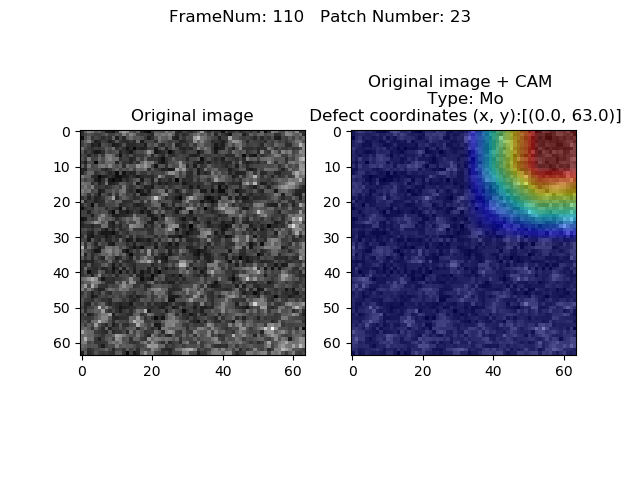 FrameNum: 110   Patch Number: 23
Original image
Original image + CAM
Type: Mo
Defect coordinates (x, y):[(0.0, 63.0)]
0
10
20
30
40
50
60
0 20 40 60
0
10
20
30
40
50
60
0 20 40 60